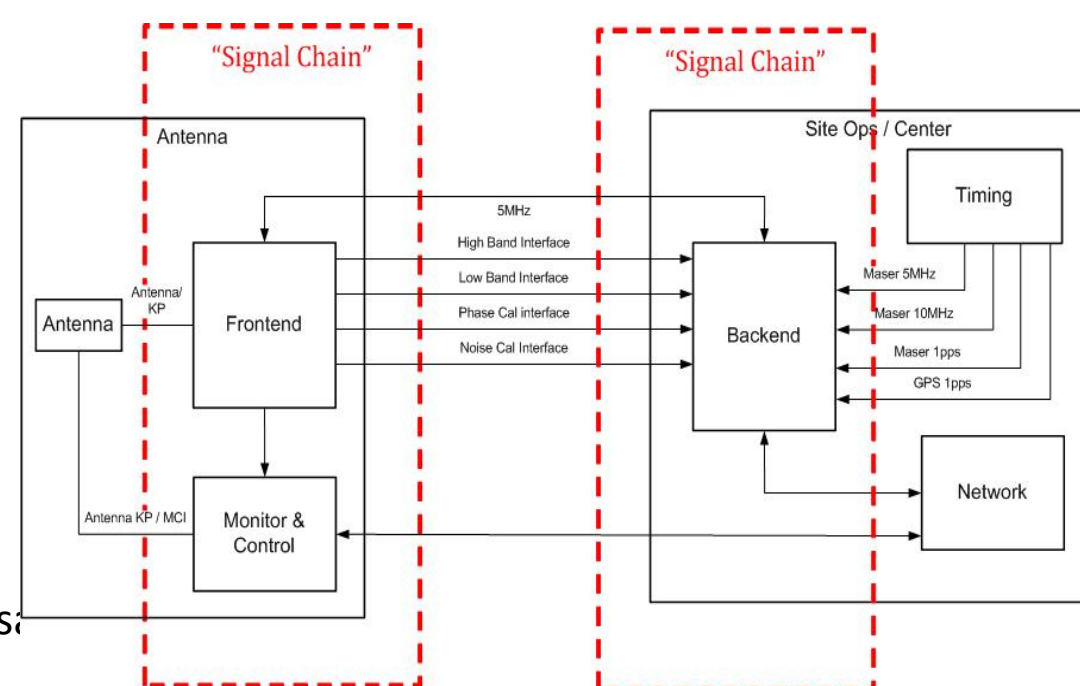 “Signal Chain”
“Signal Chain”
Antenna
Site Ops / Center
Timing
5MHz
High Band Interface
Low Band Interface
Phase Cal interface
Noise Cal Interface
Maser 5MHz
Maser 10MHz
Maser 1pps
GPS 1pps
Antenna/
KP
Antenna
Frontend
Backend
Network
Antenna KP / MCI
Monitor &
Control